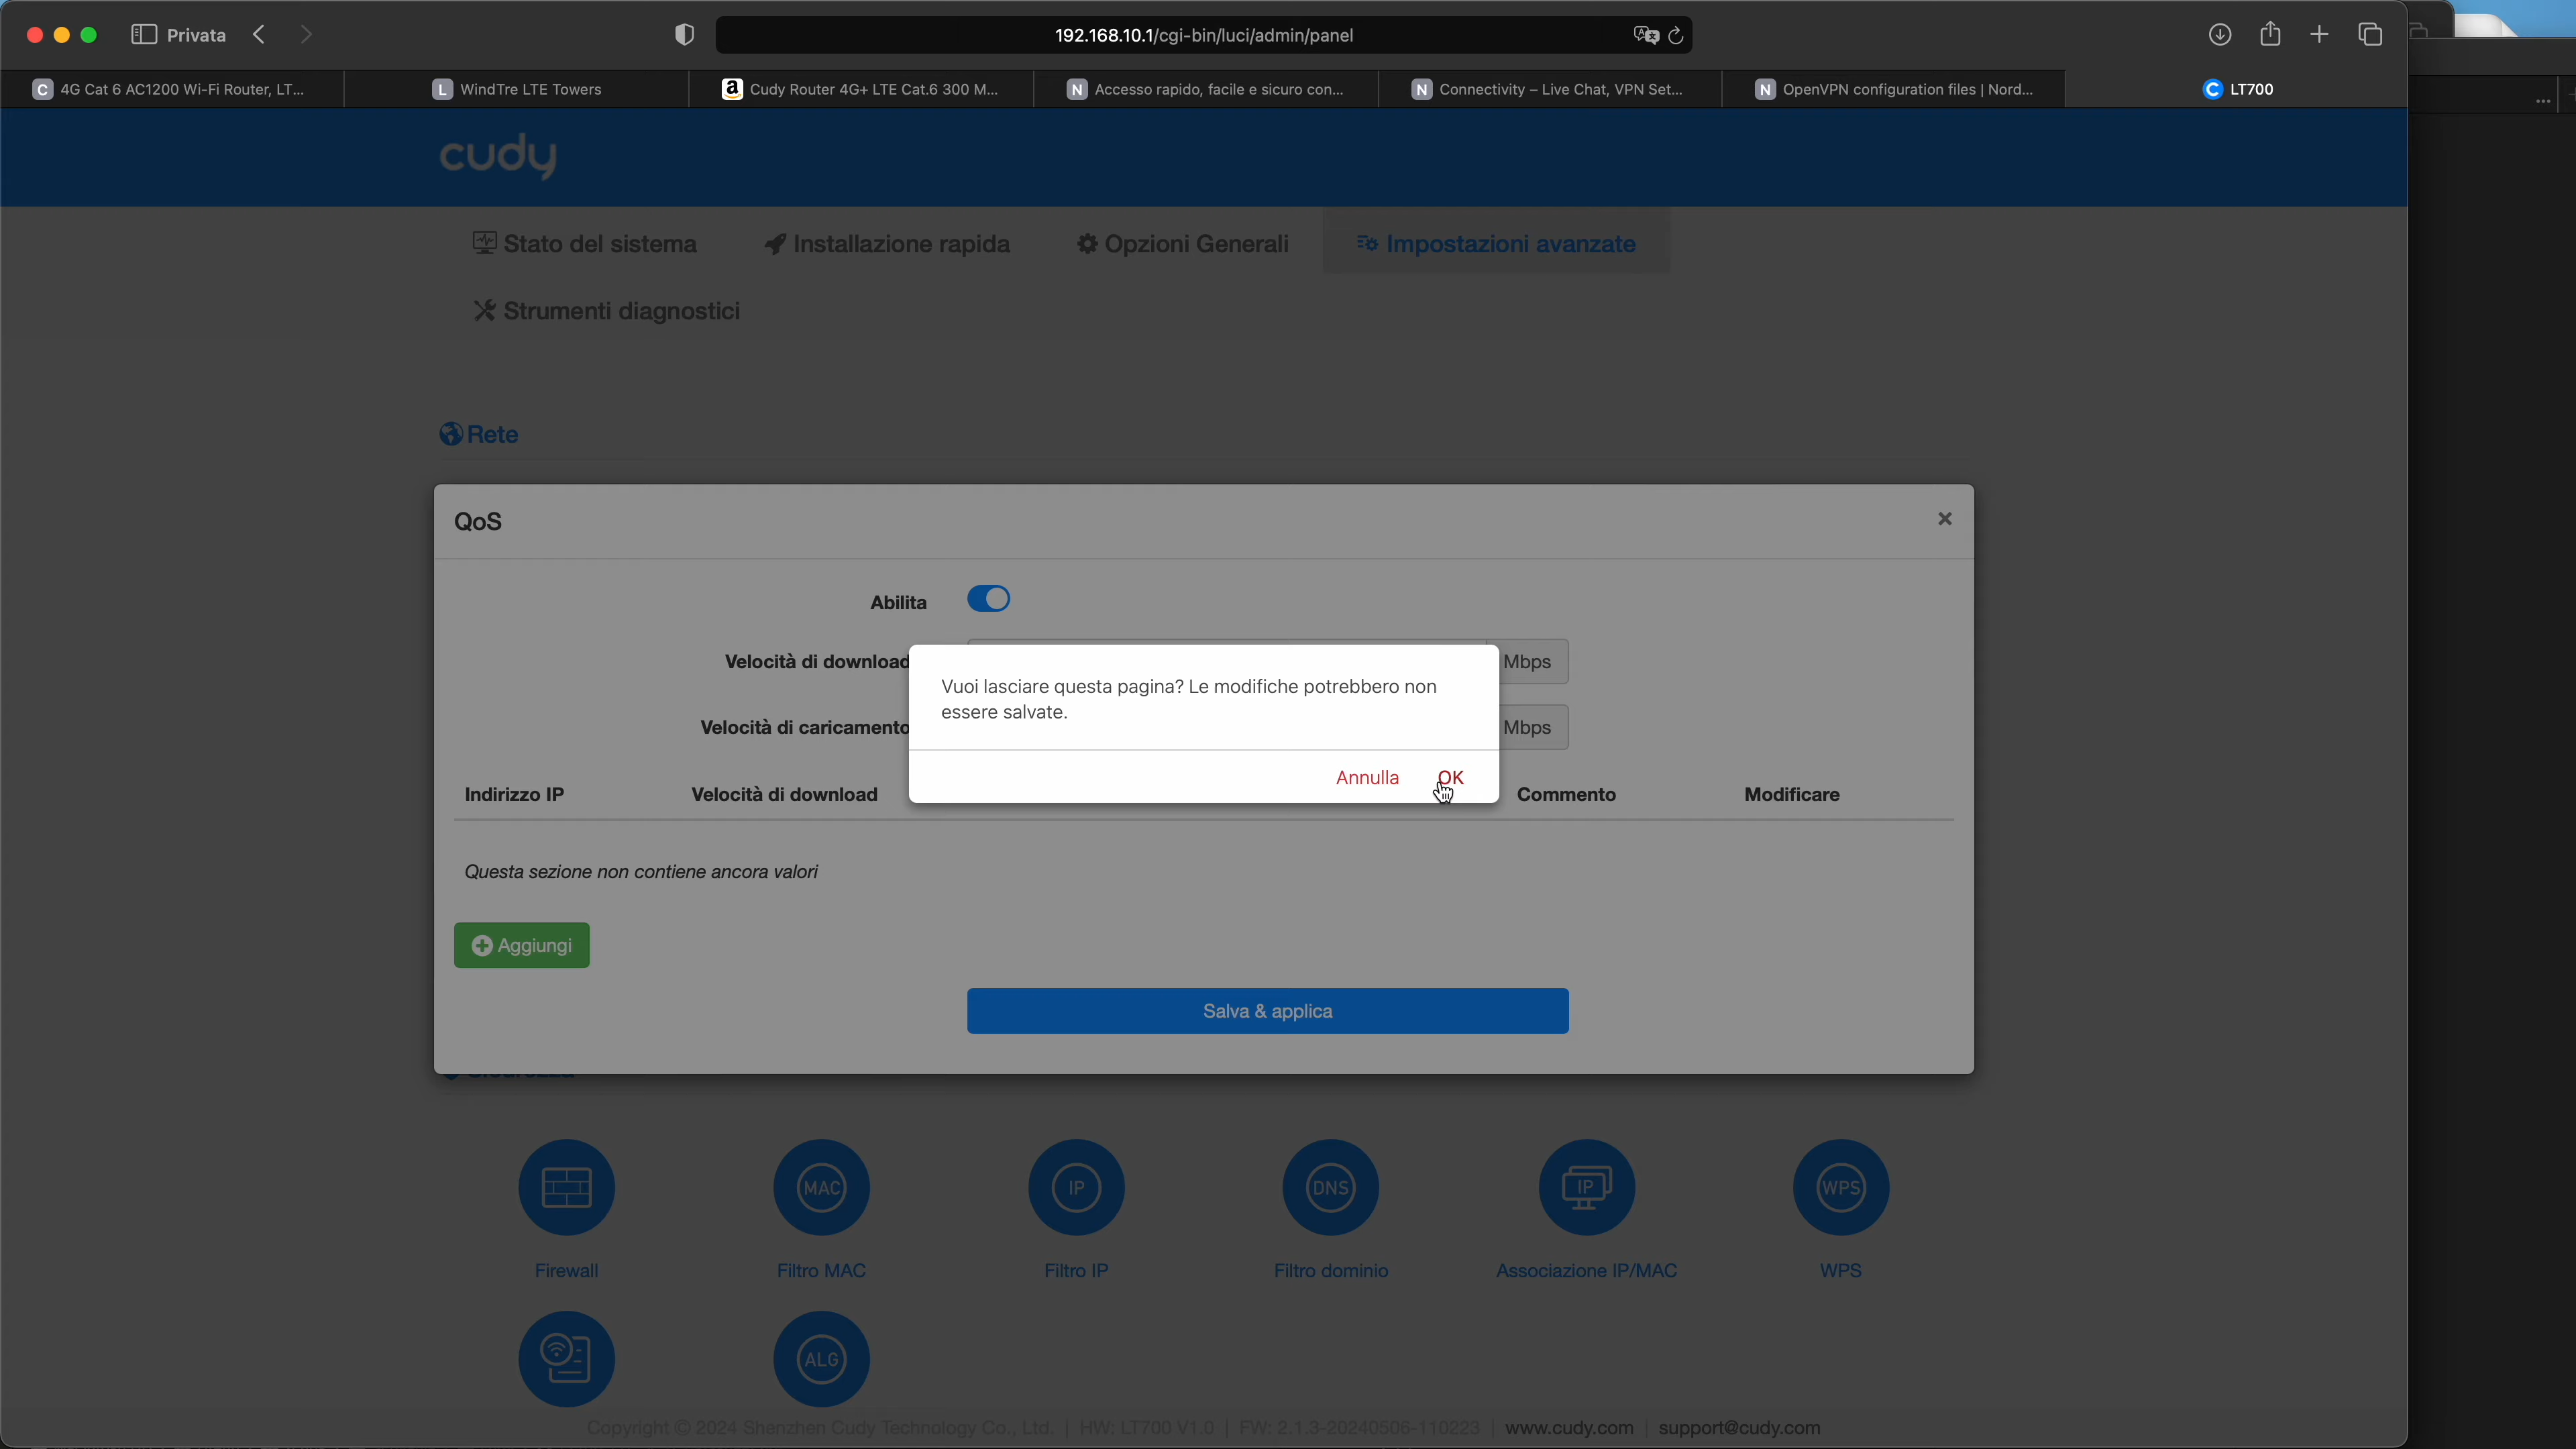 Privata
192.168.10.1/cgi-bin/luci/admin/panel
4G Cat 6 AC1200 Wi-Fi Router, LT...
WindTre LTE Towers
Cudy Router 4G+ LTE Cat.6 300 M...
Accesso rapido, facile e sicuro con...
Connectivity – Live Chat, VPN Set...
OpenVPN configuration files | Nord...
LT700
cudy
Stato del sistema
Installazione rapida
Opzioni Generali
Impostazioni avanzate
Strumenti diagnostici
Rete
QoS
Abilita
Velocità di download
Mbps
Vuoi lasciare questa pagina? Le modifiche potrebbero non
essere salvate.
Velocità di caricamento
Mbps
Annulla
OK
Indirizzo IP
Velocità di download
Commento
Modificare
Questa sezione non contiene ancora valori
Aggiungi
Salva & applica
MAC
IP
DNS
IP
WPS
Firewall
Filtro MAC
Filtro IP
Filtro dominio
Associazione IP/MAC
WPS
ALG
Copyright © 2024 Shenzhen Cudy Technology Co., Ltd. | HW: LT700 V1.0 | FW: 2.1.3-20240506-110223 | www.cudy.com | support@cudy.com